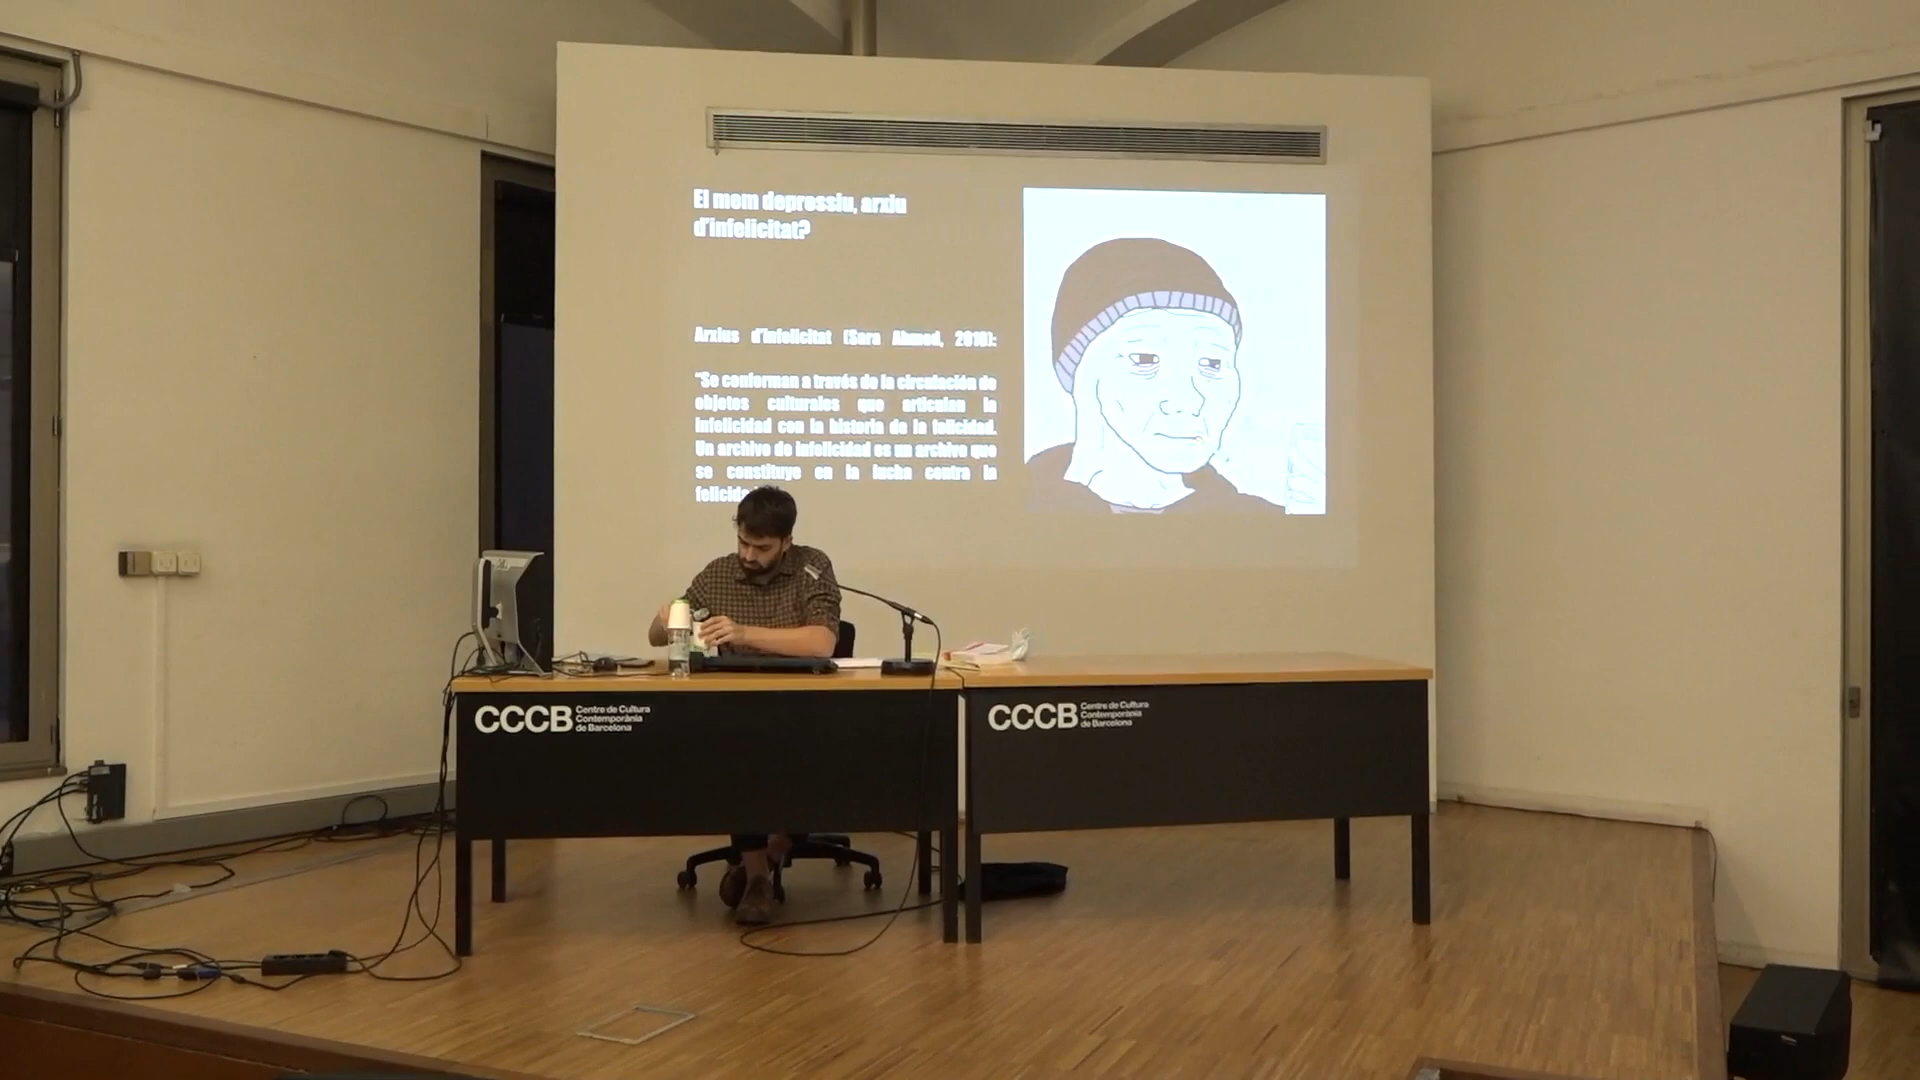 El mem depressiu, arxiu
d'infelicitat?
Arxius d'infelicitat (Sara Ahmed, 2010):
"Se conforman a través de la circulación de
objetos culturales que articulan la
infelicidad con la historia de la felicidad.
Un archivo de infelicidad es un archivo que
se constituye en la lucha contra la
CCCB Centre de Cultura
Contemporània
de Barcelona
CCCB Centre de Cultura
Contemporània
de Barcelona